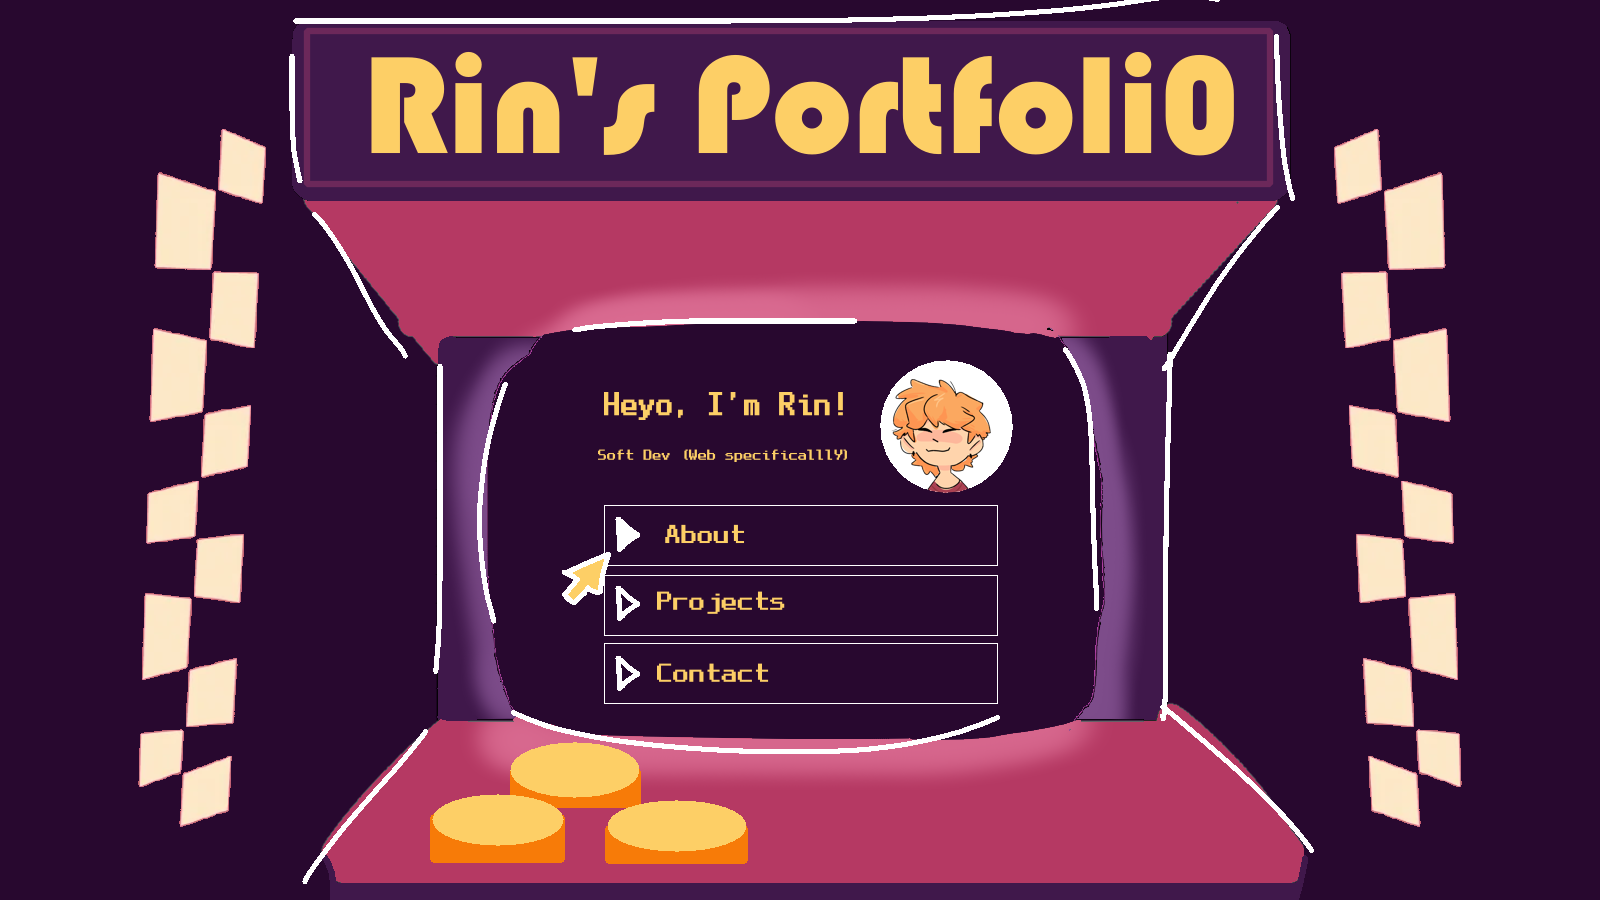 Rin's Portfoli0
Heyo, I'm Rin!
Soft Dev (Web specificalllY)
About
Projects
Contact